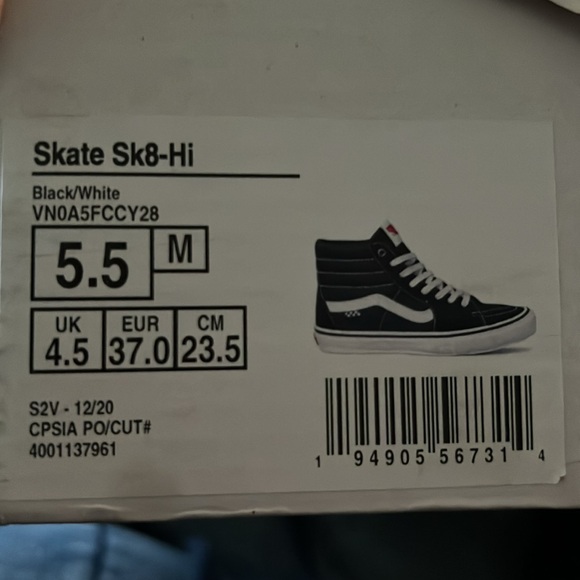 Skate Sk8-Hi
Black/White
VN0A5FCCY28
5.5 M
UK EUR CM
4.5 37.0 23.5
S2V - 12/20
CPSIA PO/CUT#
4001137961
1 94905 56731 4